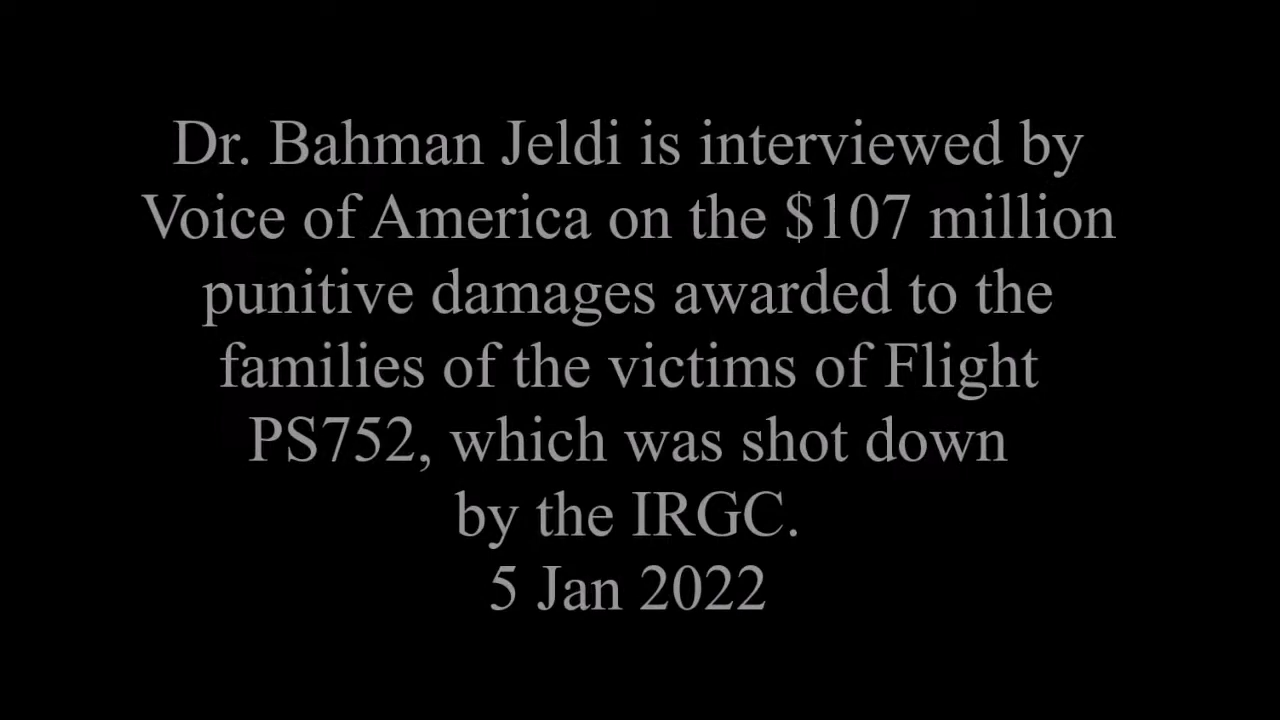 Dr. Bahman Jeldi is interviewed by
Voice of America on the $107 million
punitive damages awarded to the
families of the victims of Flight
PS752, which was shot down
by the IRGC.
5 Jan 2022